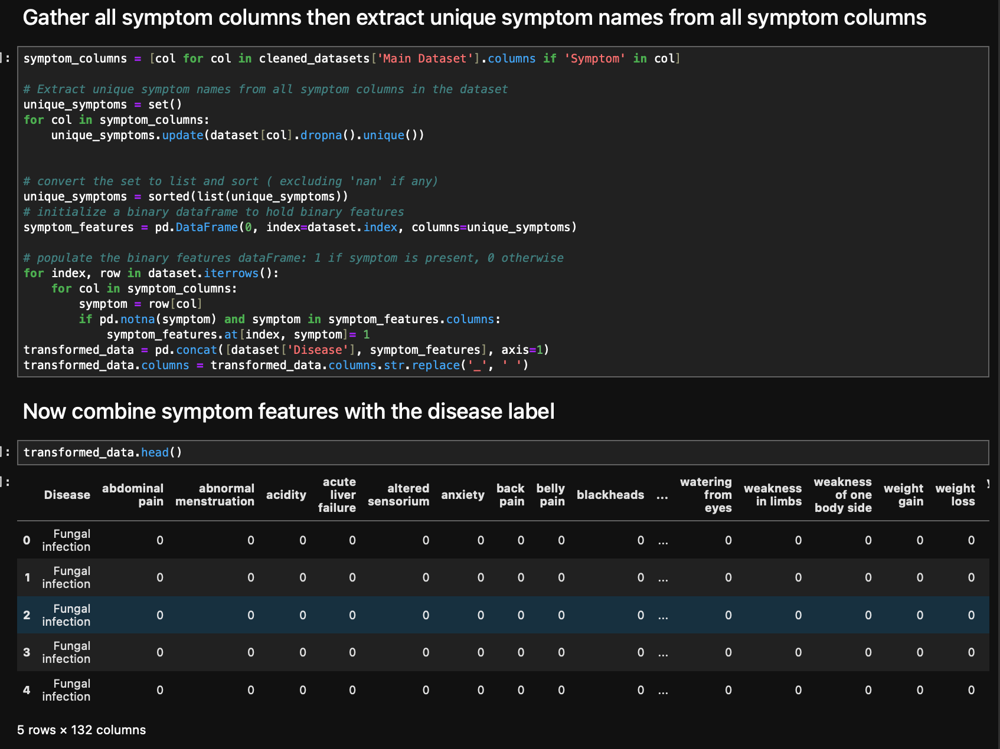 Gather all symptom columns then extract unique symptom names from all symptom columns
]:
symptom_columns = [col for col in cleaned_datasets['Main Dataset'].columns if 'Symptom' in col]
# Extract unique symptom names from all symptom columns in the dataset
unique_symptoms = set()
for col in symptom_columns:
    unique_symptoms.update(dataset[col].dropna().unique())
# convert the set to list and sort ( excluding 'nan' if any)
unique_symptoms = sorted(list(unique_symptoms))
# initialize a binary dataframe to hold binary features
symptom_features = pd.DataFrame(0, index=dataset.index, columns=unique_symptoms)
# populate the binary features dataFrame: 1 if symptom is present, 0 otherwise
for index, row in dataset.iterrows():
    for col in symptom_columns:
        symptom = row[col]
        if pd.notna(symptom) and symptom in symptom_features.columns:
            symptom_features.at[index, symptom]= 1
transformed_data = pd.concat([dataset['Disease'], symptom_features], axis=1)
transformed_data.columns = transformed_data.columns.str.replace('_', ' ')
Now combine symptom features with the disease label
]:
transformed_data.head()
]:
Disease abdominal pain abnormal menstruation acidity acute liver failure altered sensorium anxiety back pain belly pain blackheads ... watering from eyes weakness in limbs weakness of one body side weight gain weight loss
0 Fungal infection 0 0 0 0 0 0 0 0 0 ... 0 0 0 0 0
1 Fungal infection 0 0 0 0 0 0 0 0 0 ... 0 0 0 0 0
2 Fungal infection 0 0 0 0 0 0 0 0 0 ... 0 0 0 0 0
3 Fungal infection 0 0 0 0 0 0 0 0 0 ... 0 0 0 0 0
4 Fungal infection 0 0 0 0 0 0 0 0 0 ... 0 0 0 0 0
5 rows × 132 columns